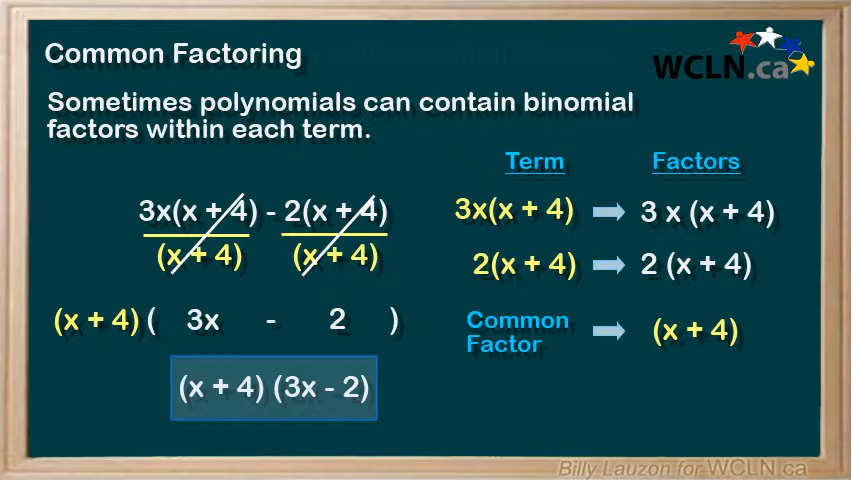 Common Factoring
WCLN.ca
Sometimes polynomials can contain binomial
factors within each term.
Term Factors
3x(x + 4) - 2(x + 4)
(x + 4) (x + 4)
3x(x + 4) 3 x (x + 4)
2(x + 4) 2 (x + 4)
(x + 4) ( 3x - 2 )
Common
Factor
(x + 4)
(x + 4) (3x - 2)
Billy Lauzon for WCLN.ca